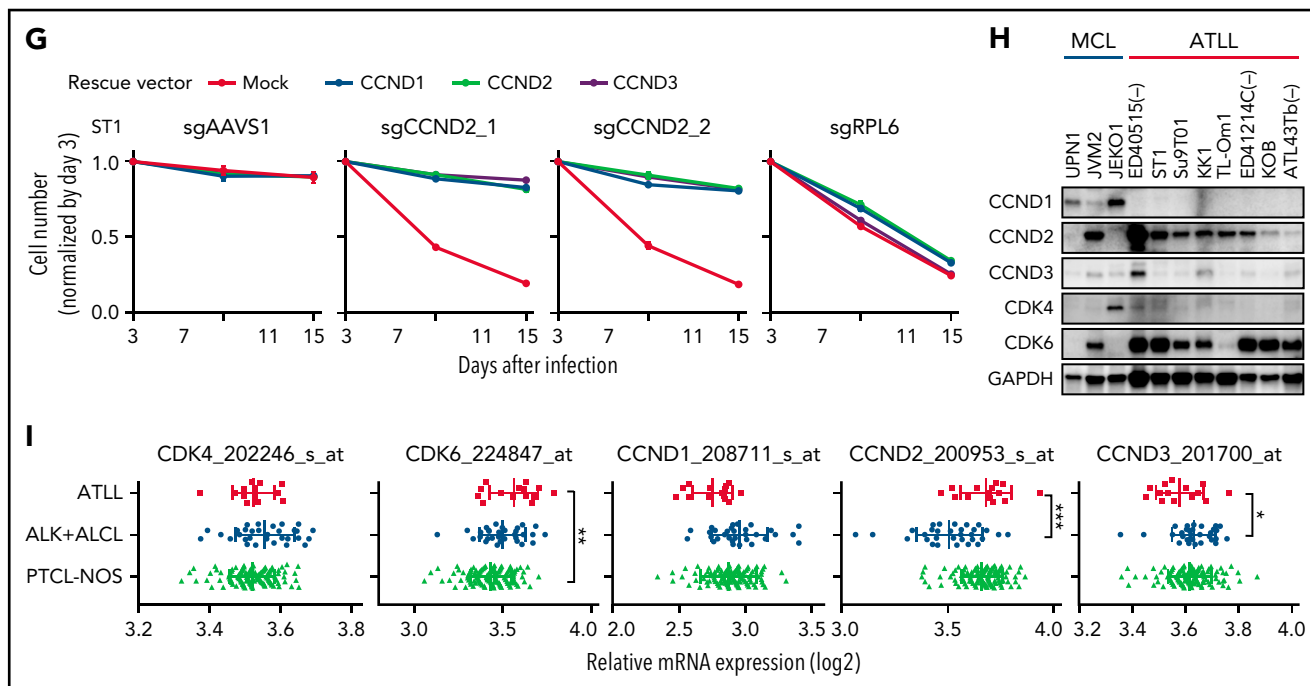 G
Rescue vector Mock CCND1 CCND2 CCND3
ST1 sgAAVS1 sgCCND2_1 sgCCND2_2 sgRPL6
Cell number
(normalized by day 3)
1.0
0.5
0.0
3 7 11 15 3 7 11 15 3 7 11 15 3 7 11 15
Days after infection
H
MCL ATLL
UPN1
JVM2
JEKO1
ED40515(–)
ST1
Su9T01
KK1
TL-Om1
ED41214C(–)
KOB
ATL43Tb(–)
CCND1
CCND2
CCND3
CDK4
CDK6
GAPDH
I
CDK4_202246_s_at CDK6_224847_at CCND1_208711_s_at CCND2_200953_s_at CCND3_201700_at
ATLL
ALK+ALCL
PTCL-NOS
**
***
*
3.2 3.4 3.6 3.8 3.0 3.5 4.0 2.0 2.5 3.0 3.5 3.0 3.5 4.0 3.4 3.6 3.8 4.0
Relative mRNA expression (log2)